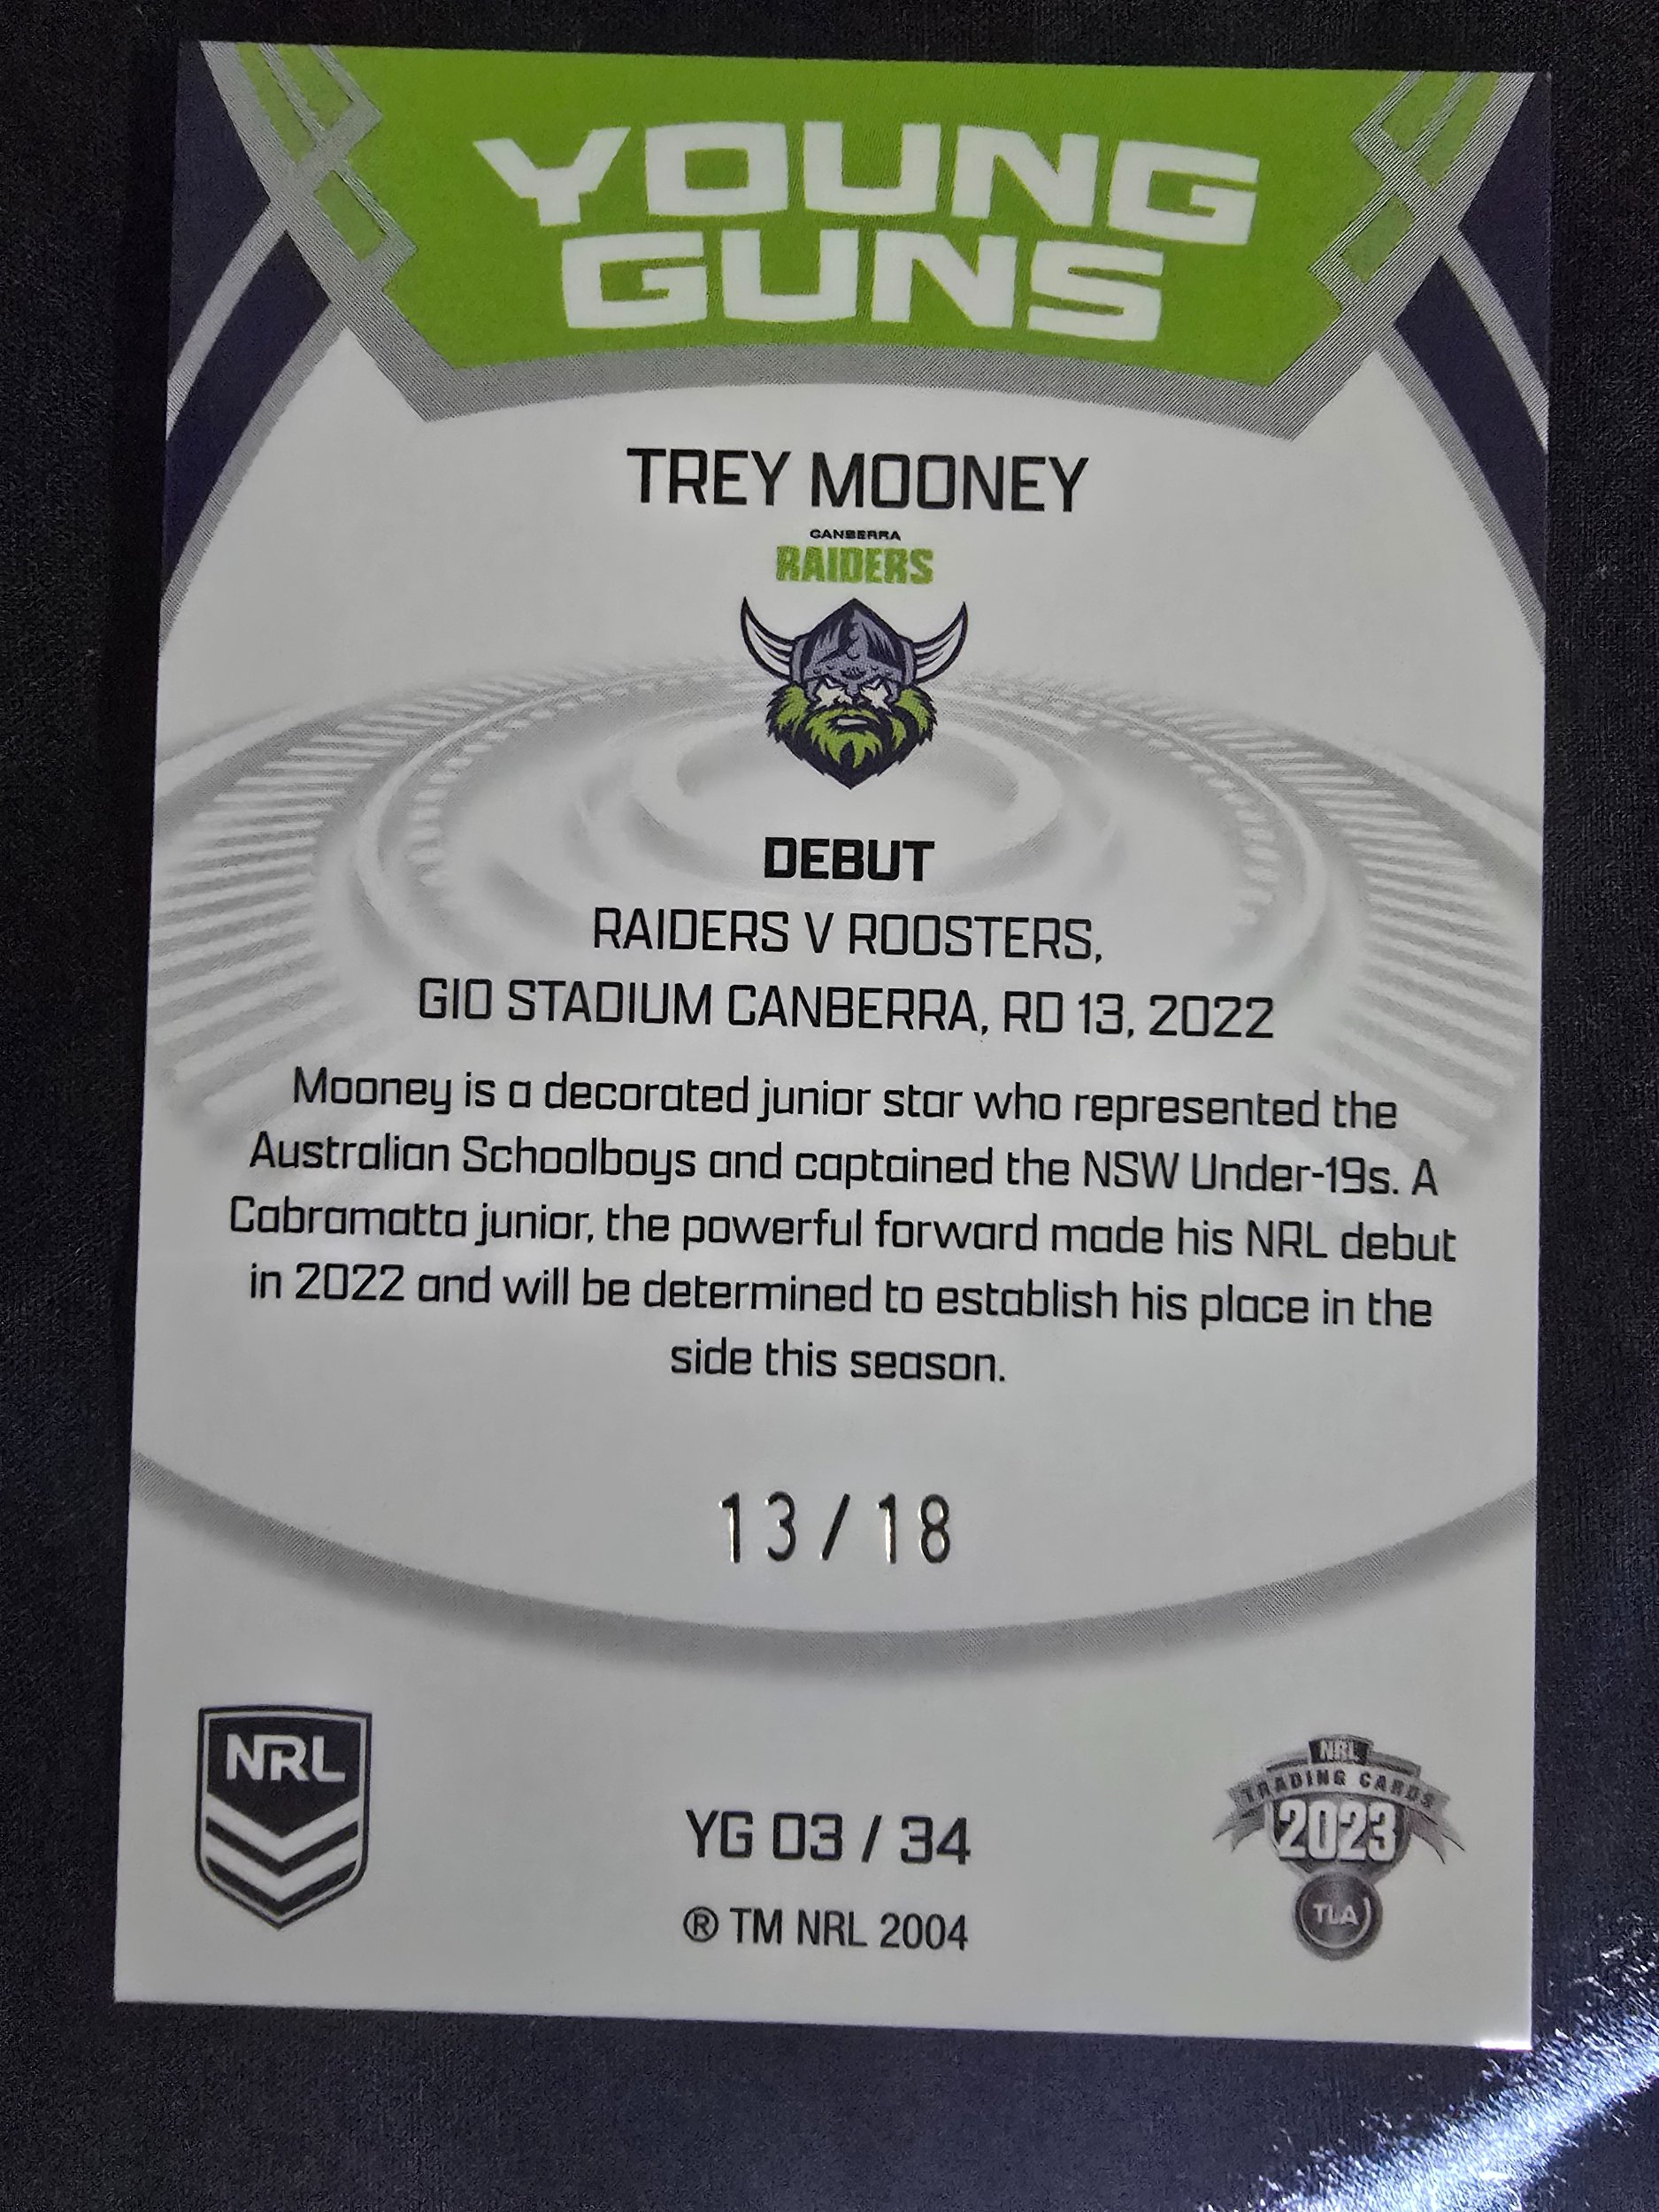 YOUNG
GUNS
TREY MOONEY
CANBERRA
RAIDERS
DEBUT
RAIDERS V ROOSTERS,
GIO STADIUM CANBERRA, RD 13, 2022
Mooney is a decorated junior star who represented the
Australian Schoolboys and captained the NSW Under-19s. A
Cabramatta junior, the powerful forward made his NRL debut
in 2022 and will be determined to establish his place in the
side this season.
13/18
NRL
YG 03 / 34
® TM NRL 2004
NRL
TRADING CARDS
2023
TLA